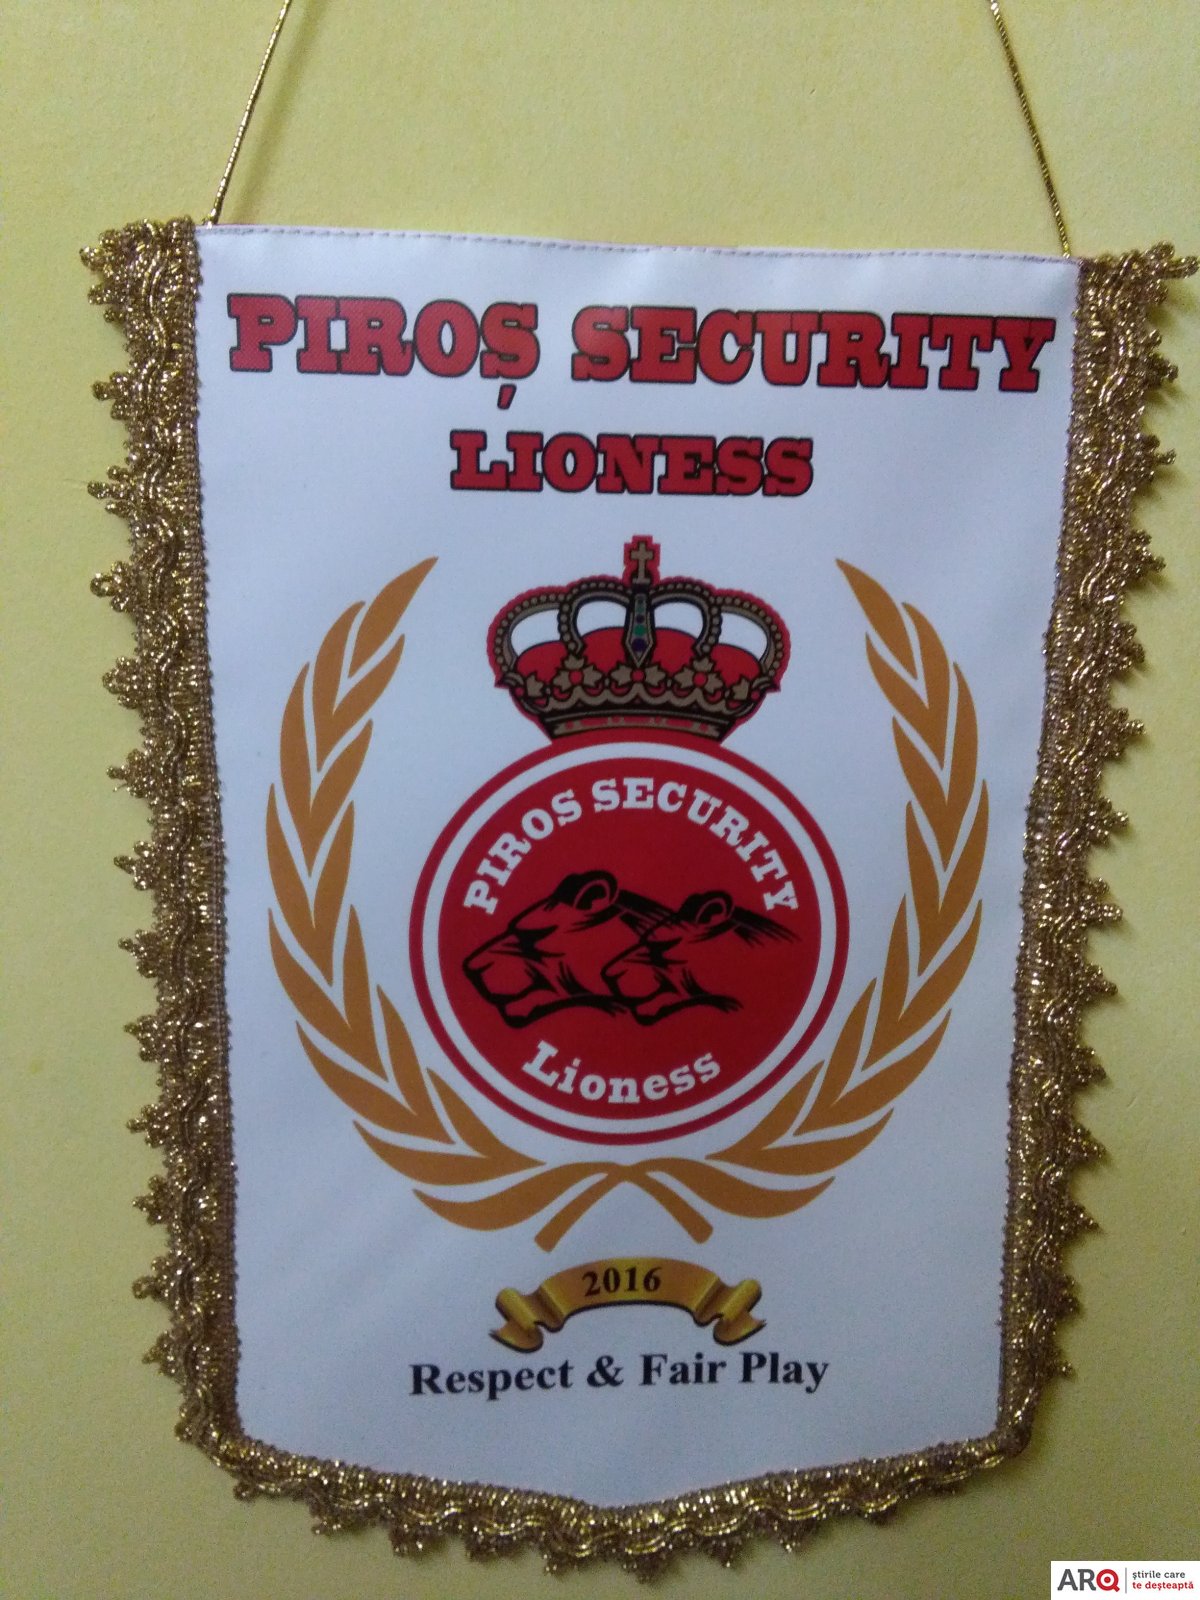 PIROȘ SECURITY
LIONESS
PIROS SECURITY
Lioness
2016
Respect & Fair Play
ARQ
știrile care
te deșteaptă